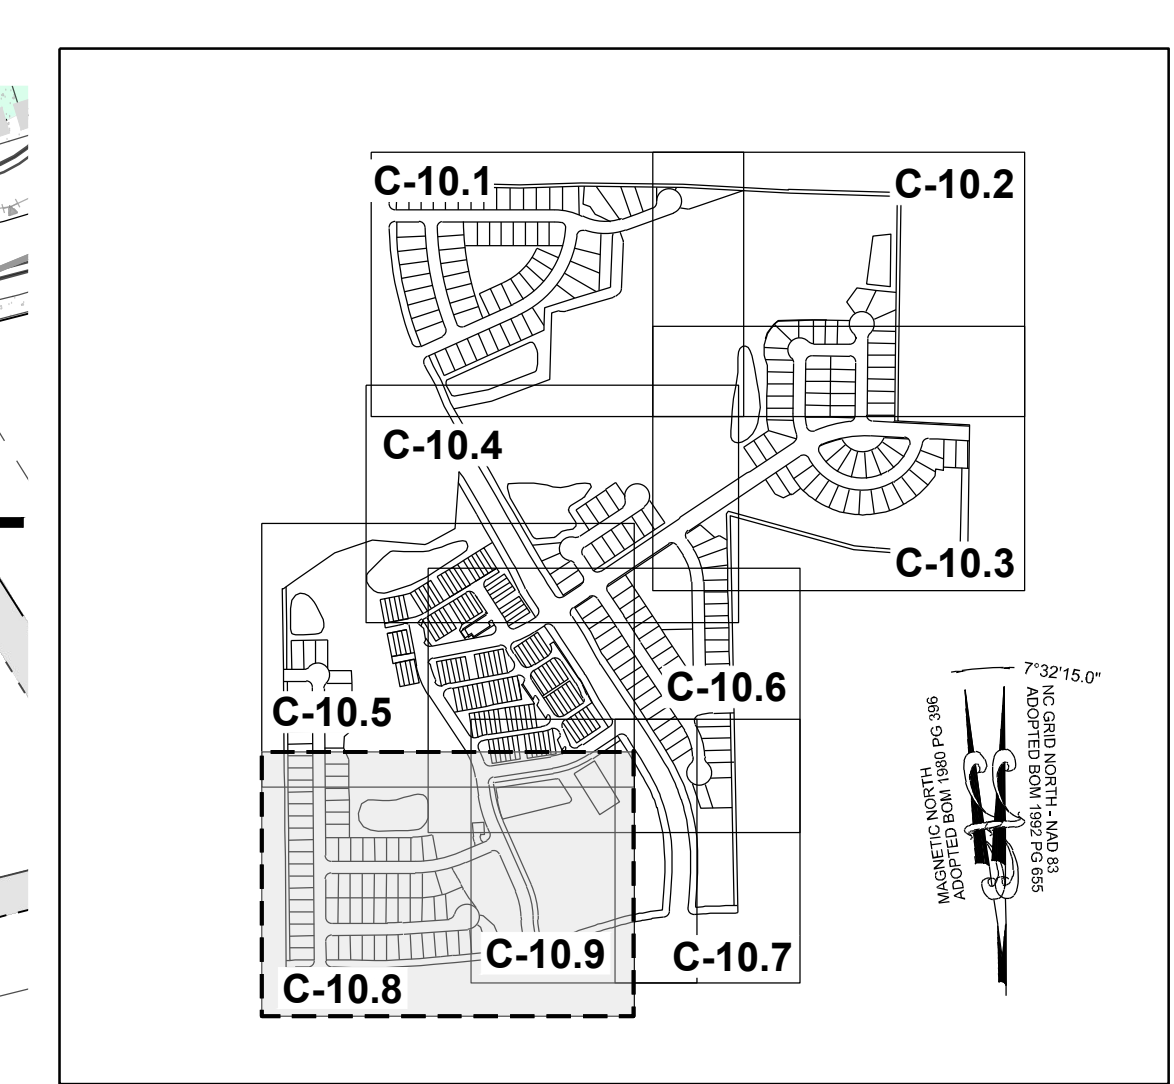 C-10.1
C-10.2
C-10.4
C-10.3
C-10.6
C-10.5
C-10.9
C-10.7
C-10.8
7°32'15.0"
MAGNETIC NORTH
ADOPTED BOM 1980 PG 396
NC GRID NORTH - NAD 83
ADOPTED BOM 1992 PG 655